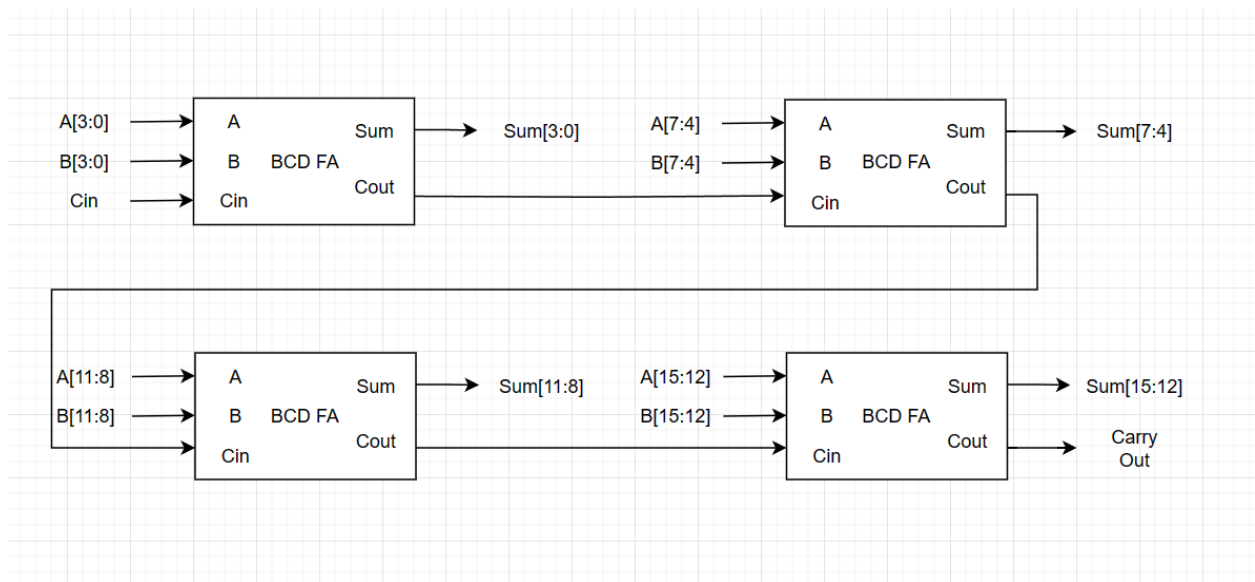 A[3:0]
B[3:0]
Cin
A
B
Cin
BCD FA
Sum
Cout
Sum[3:0]
A[7:4]
B[7:4]
A
B
Cin
BCD FA
Sum
Cout
Sum[7:4]
A[11:8]
B[11:8]
A
B
Cin
BCD FA
Sum
Cout
Sum[11:8]
A[15:12]
B[15:12]
A
B
Cin
BCD FA
Sum
Cout
Sum[15:12]
Carry
Out